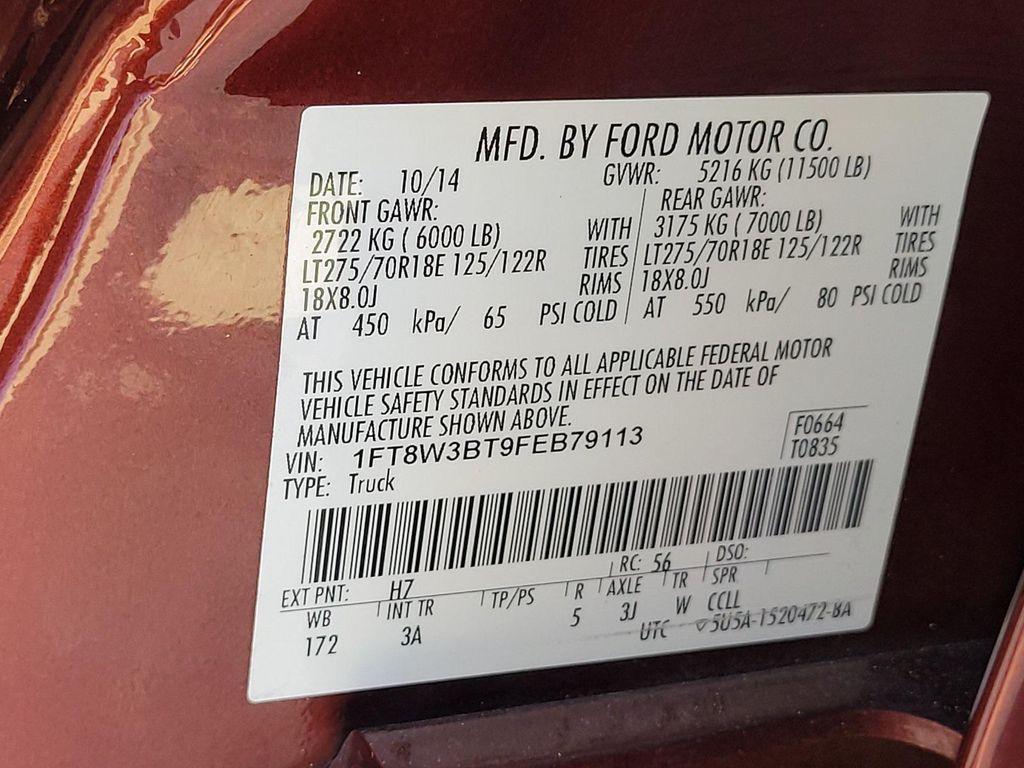 MFD. BY FORD MOTOR CO.
DATE: 10/14 GVWR: 5216 KG (11500 LB)
FRONT GAWR: REAR GAWR:
2722 KG ( 6000 LB) WITH 3175 KG ( 7000 LB) WITH
LT275/70R18E 125/122R TIRES LT275/70R18E 125/122R TIRES
18X8.0J RIMS 18X8.0J RIMS
AT 450 kPa/ 65 PSI COLD AT 550 kPa/ 80 PSI COLD
THIS VEHICLE CONFORMS TO ALL APPLICABLE FEDERAL MOTOR
VEHICLE SAFETY STANDARDS IN EFFECT ON THE DATE OF
MANUFACTURE SHOWN ABOVE.
VIN: 1FT8W3BT9FEB79113 F0664
TYPE: Truck T0835
EXT PNT: H7 RC: 56 DSO:
WB INT TR TP/PS R AXLE TR SPR
172 3A 5 3J W CCLL
UTC ▽5U5A-1520472-BA